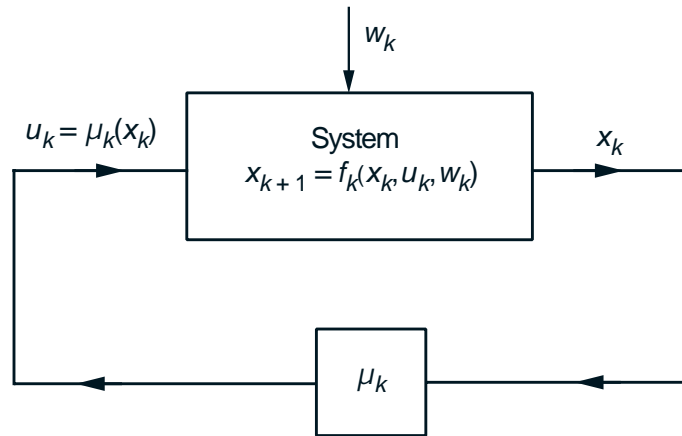 w_k
u_k = μ_k(x_k)
System
x_k
x_{k+1} = f_k(x_k, u_k, w_k)
μ_k